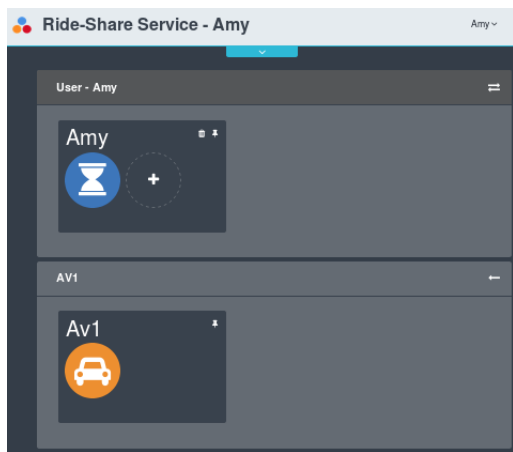 Ride-Share Service - Amy
Amy
User - Amy
Amy
AV1
Av1